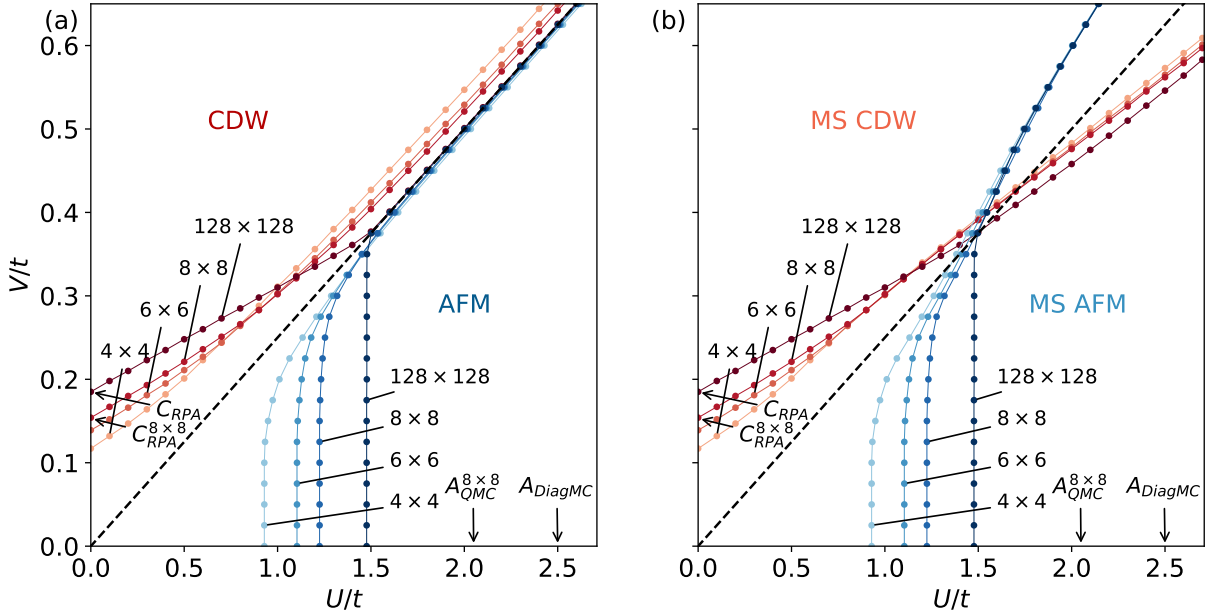 (a)
CDW
AFM
128 × 128
8 × 8
6 × 6
4 × 4
C_RPA
C_RPA^8×8
128 × 128
8 × 8
6 × 6
4 × 4
A_QMC^8×8
A_DiagMC
V/t
0.6
0.5
0.4
0.3
0.2
0.1
0.0
0.0 0.5 1.0 1.5 2.0 2.5
U/t
(b)
MS CDW
MS AFM
128 × 128
8 × 8
6 × 6
4 × 4
C_RPA
C_RPA^8×8
128 × 128
8 × 8
6 × 6
4 × 4
A_QMC^8×8
A_DiagMC
0.0 0.5 1.0 1.5 2.0 2.5
U/t